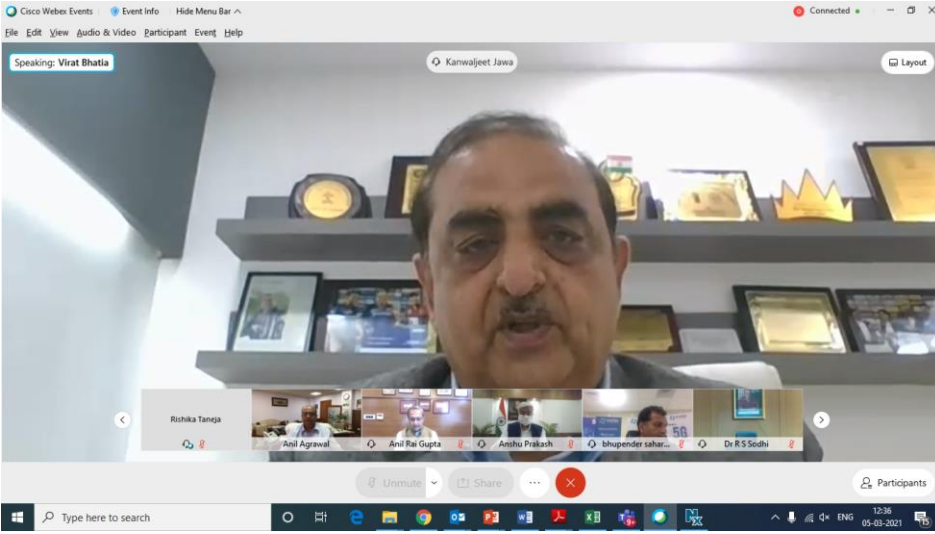 Cisco Webex Events Event Info Hide Menu Bar Connected
File Edit View Audio & Video Participant Event Help
Speaking: Virat Bhatia Kanwaljeet Jawa Layout
Rishika Taneja
Anil Agrawal Anil Rai Gupta Anshu Prakash bhupender sahar... Dr R S Sodhi
5G
Unmute Share Participants
Type here to search ENG 12:36
05-03-2021
15